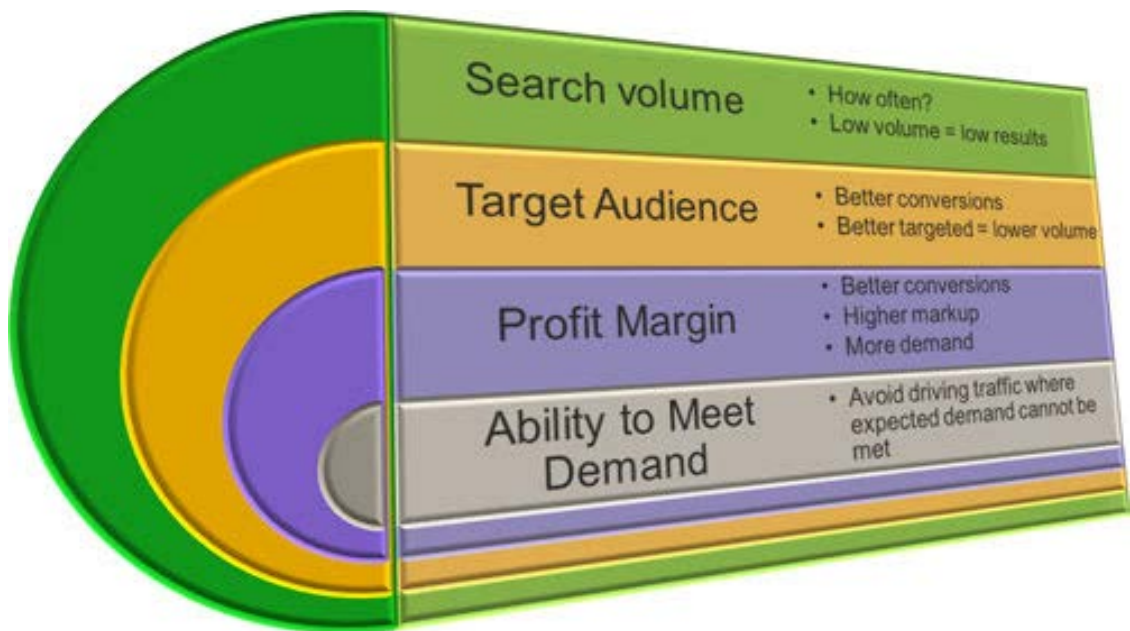 Search volume
• How often?
• Low volume = low results
Target Audience
• Better conversions
• Better targeted = lower volume
Profit Margin
• Better conversions
• Higher markup
• More demand
Ability to Meet
Demand
• Avoid driving traffic where
expected demand cannot be
met